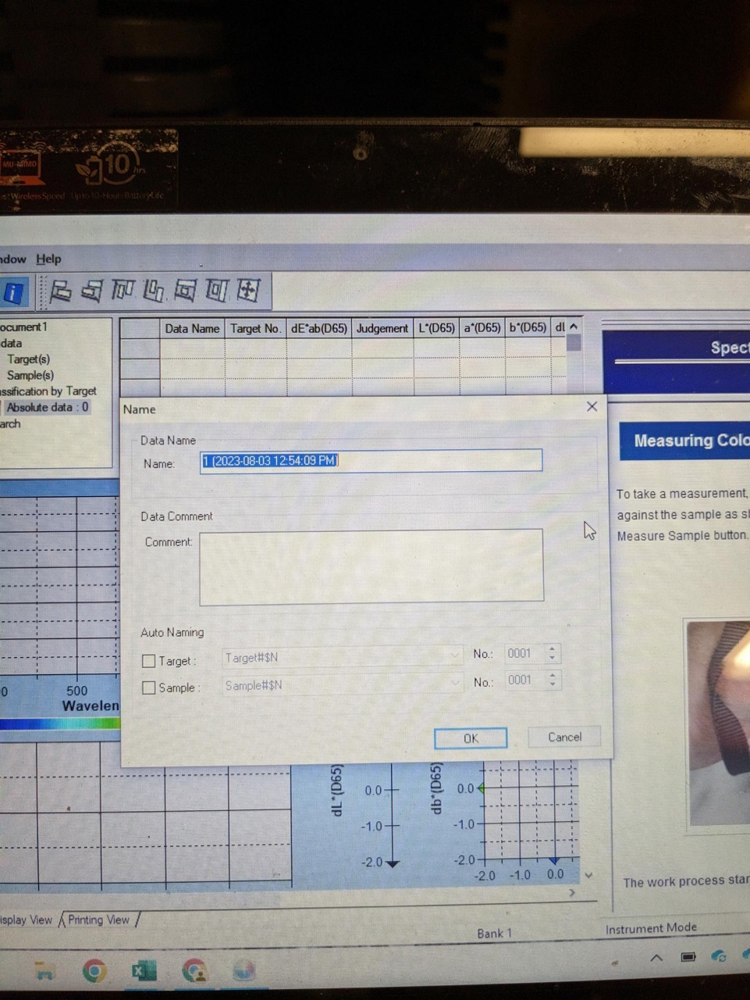 MU-MIMO
10 hrs
Wireless Speed Up to 10-Hours Battery Life
Help
i
Data Name Target No. dE*ab(D65) Judgement L*(D65) a*(D65) b*(D65)
ocument1
data
Target(s)
Sample(s)
ssification by Target
Absolute data : 0
arch
Spect
Name
Data Name
Name: 1 [2023-08-03 12:54:09 PM]
Data Comment
Comment:
Auto Naming
Target : Target#$N No.: 0001
Sample : Sample#$N No.: 0001
OK Cancel
Measuring Colo
To take a measurement,
against the sample as sh
Measure Sample button.
0 500
Wavelen
dL*(D65)
0.0
-1.0
-2.0
db*(D65)
0.0
-1.0
-2.0
-2.0 -1.0 0.0
The work process star
isplay View Printing View
Bank 1
Instrument Mode